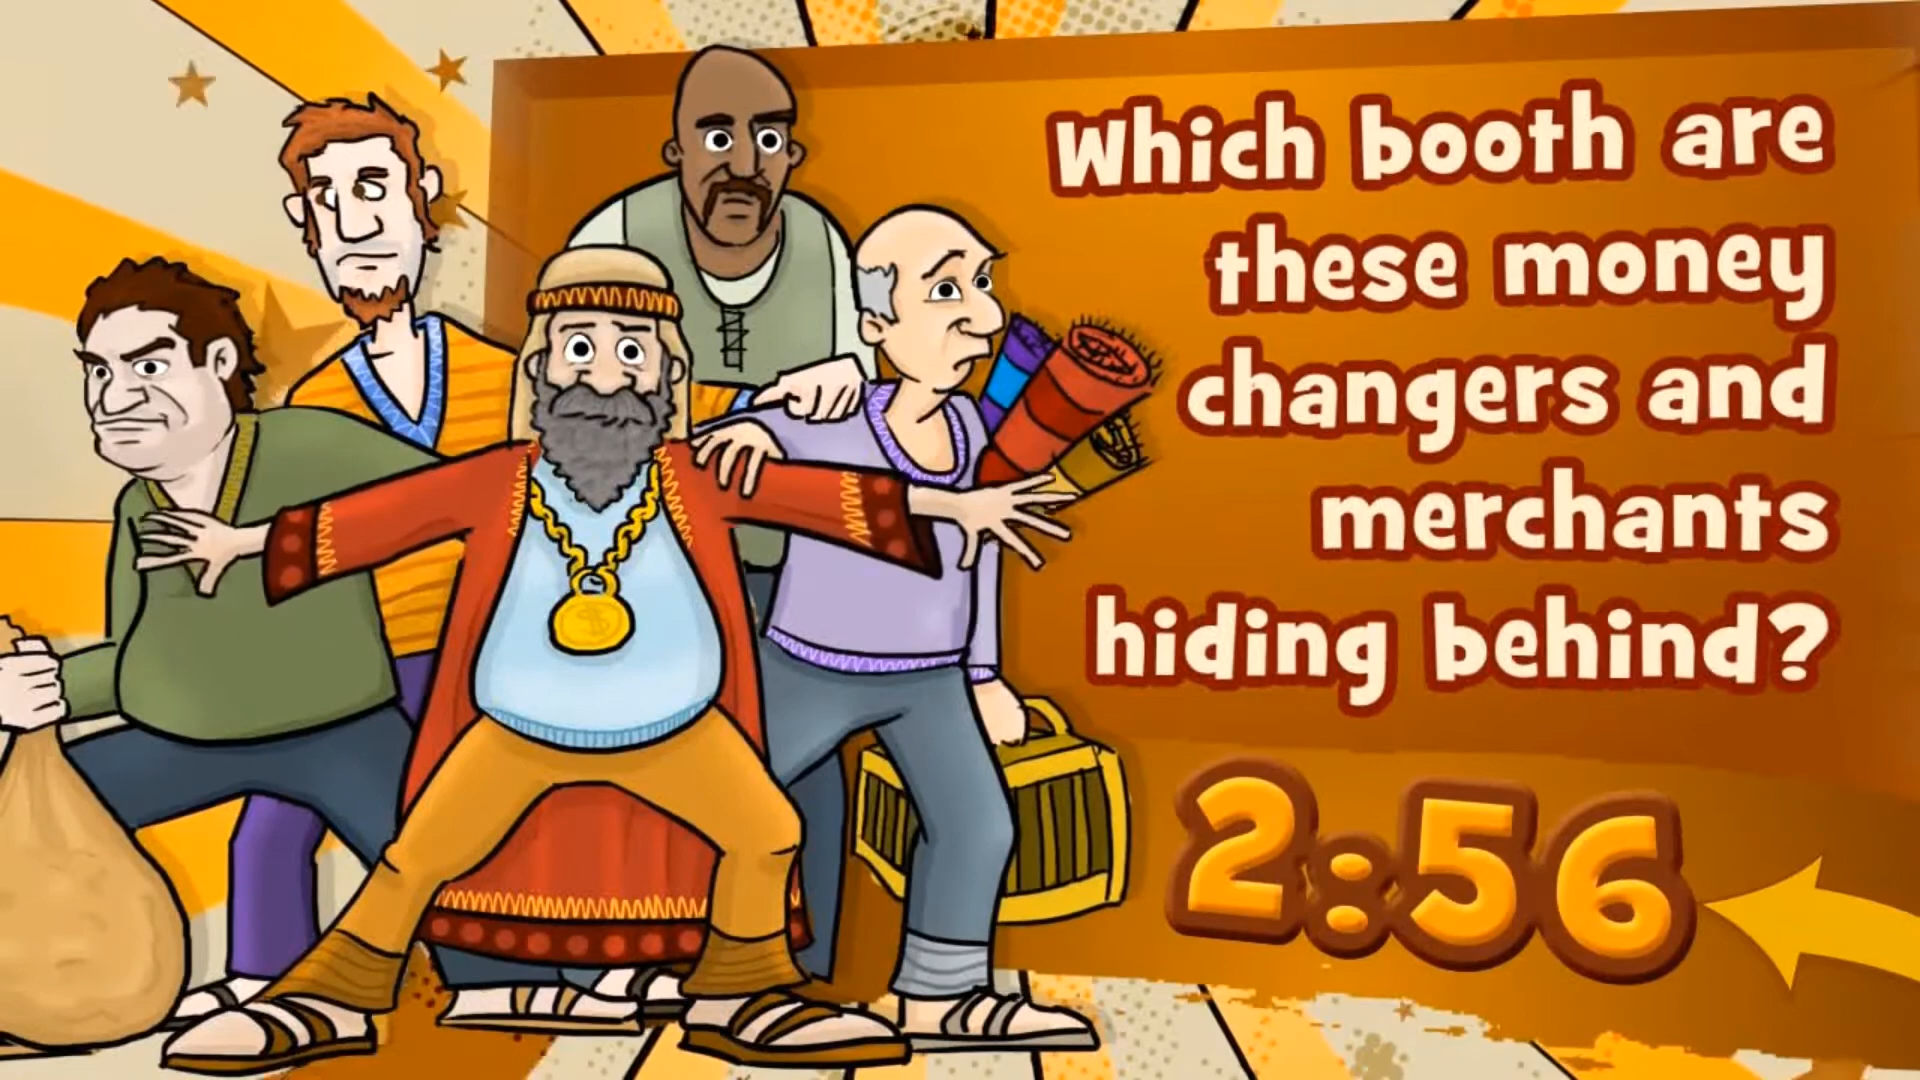 Which booth are
these money
changers and
merchants
hiding behind?
2:56
$